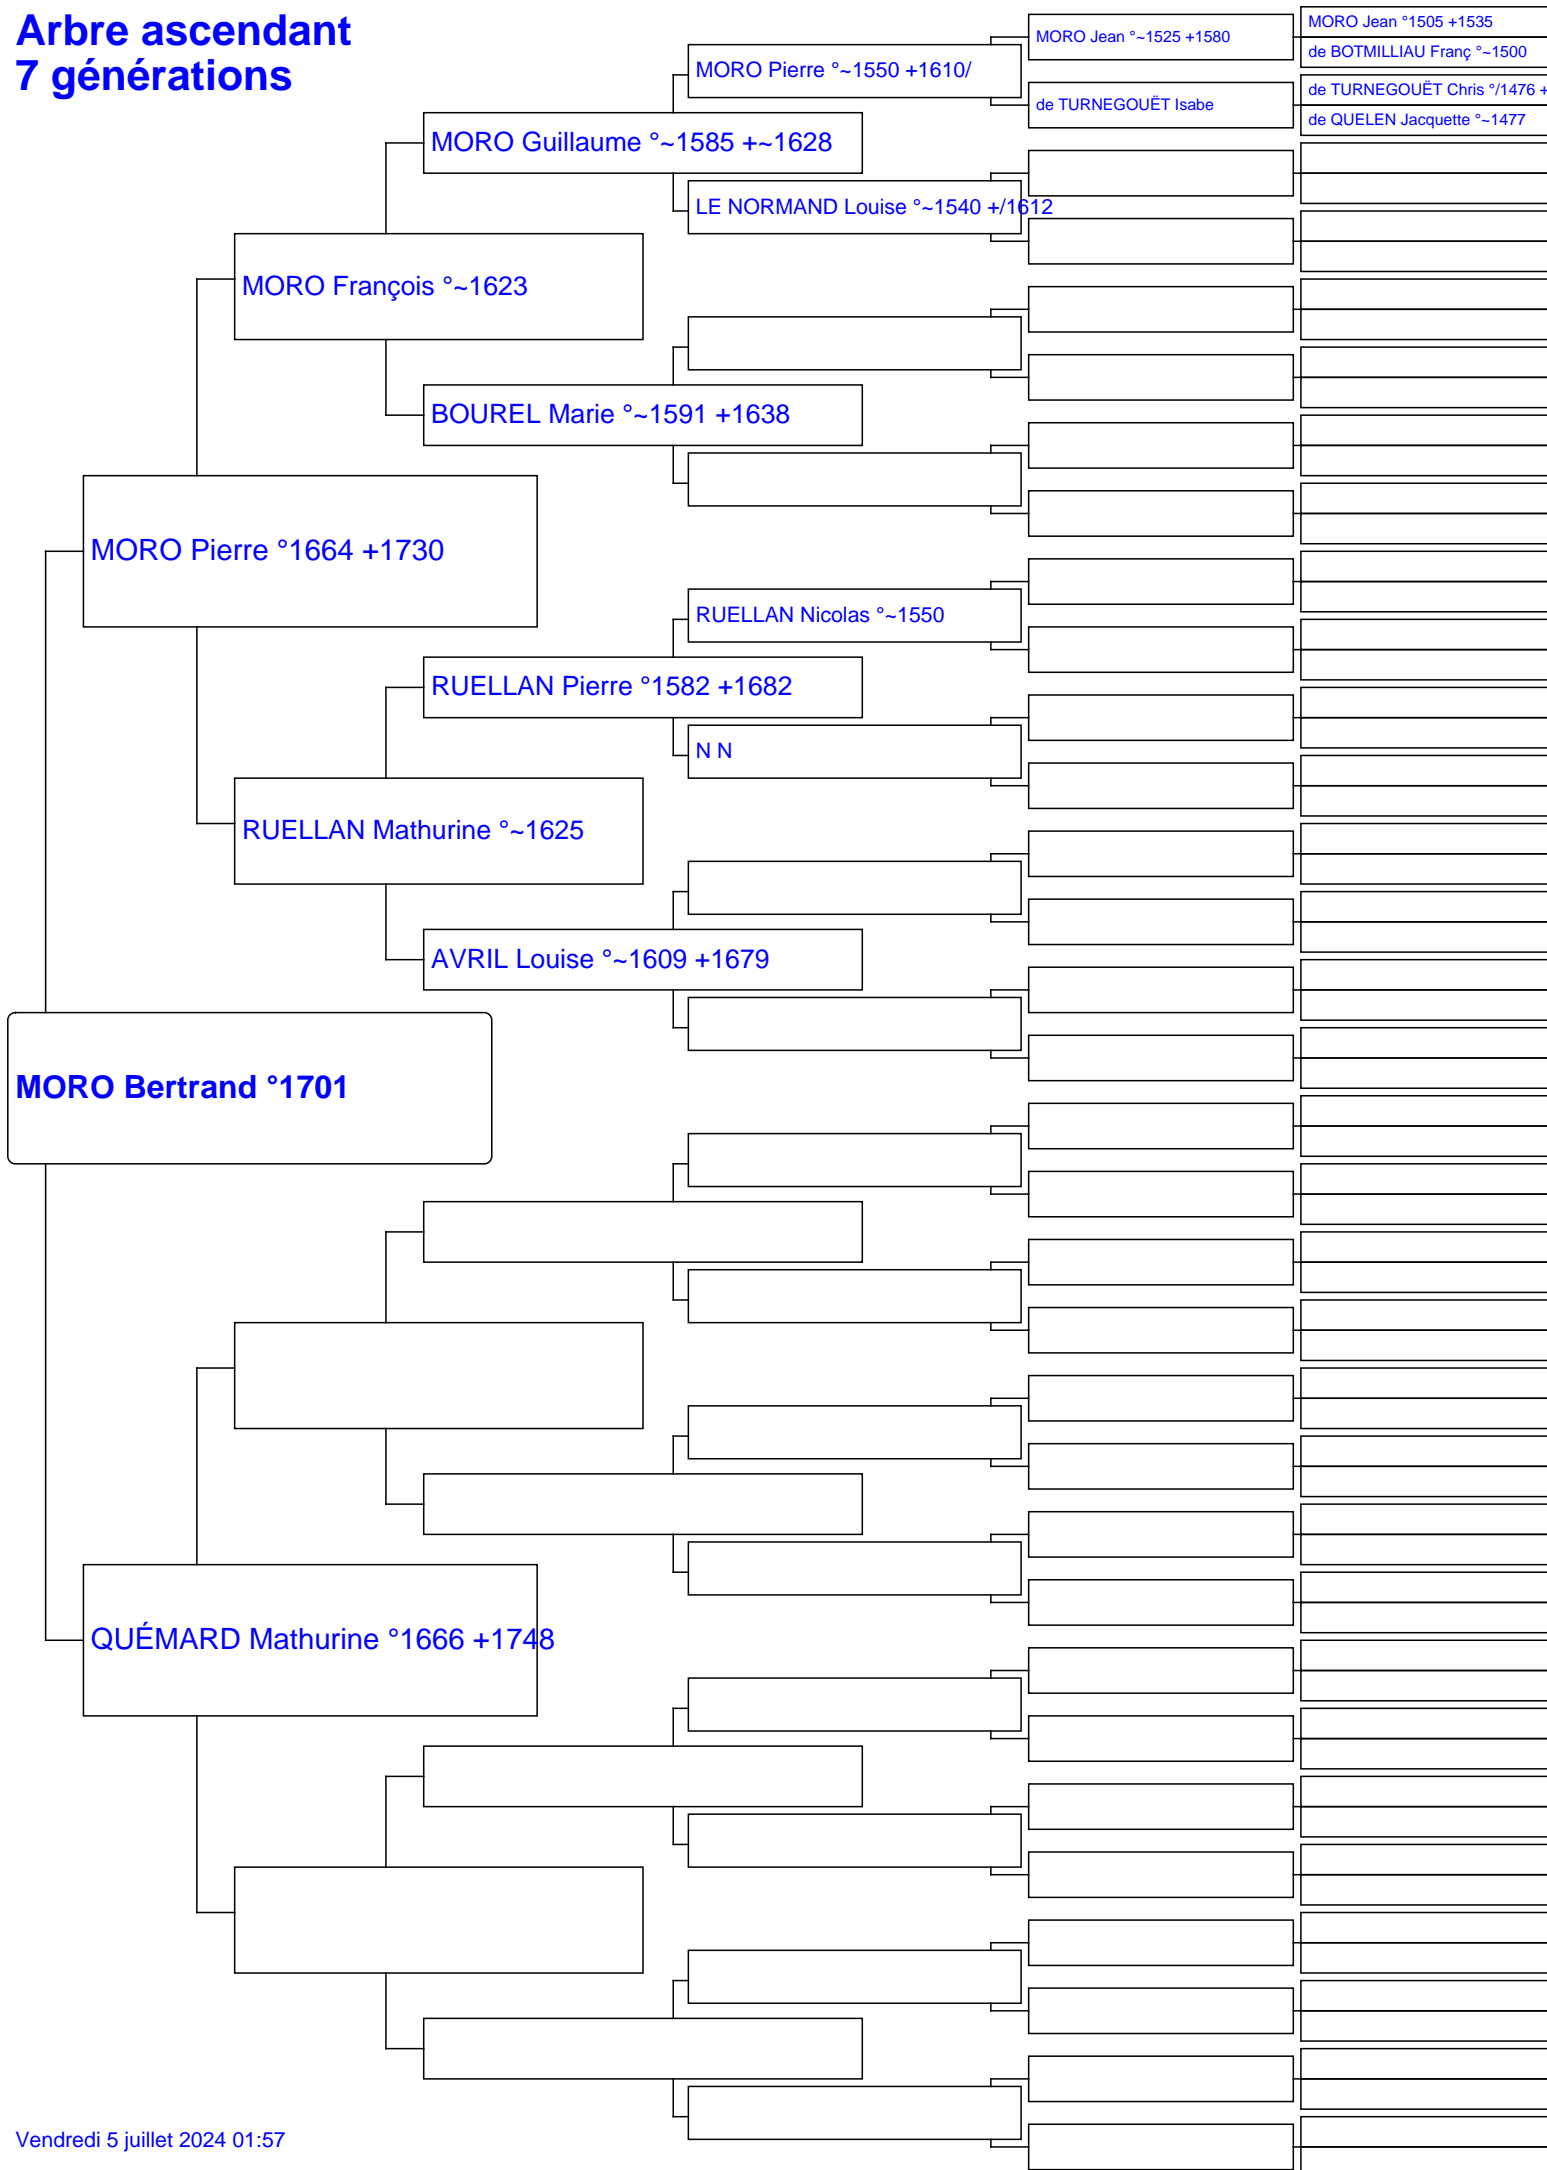 Arbre ascendant
7 générations
MORO Jean °1505 +1535
MORO Jean °~1525 +1580
de BOTMILLIAU Franç °~1500
MORO Pierre °~1550 +1610/
de TURNEGOUËT Chris °/1476 +
de TURNEGOUËT Isabe
de QUELEN Jacquette °~1477
MORO Guillaume °~1585 +~1628
LE NORMAND Louise °~1540 +/1612
MORO François °~1623
BOUREL Marie °~1591 +1638
MORO Pierre °1664 +1730
RUELLAN Nicolas °~1550
RUELLAN Pierre °1582 +1682
N N
RUELLAN Mathurine °~1625
AVRIL Louise °~1609 +1679
MORO Bertrand °1701
QUÉMARD Mathurine °1666 +1748
Vendredi 5 juillet 2024 01:57